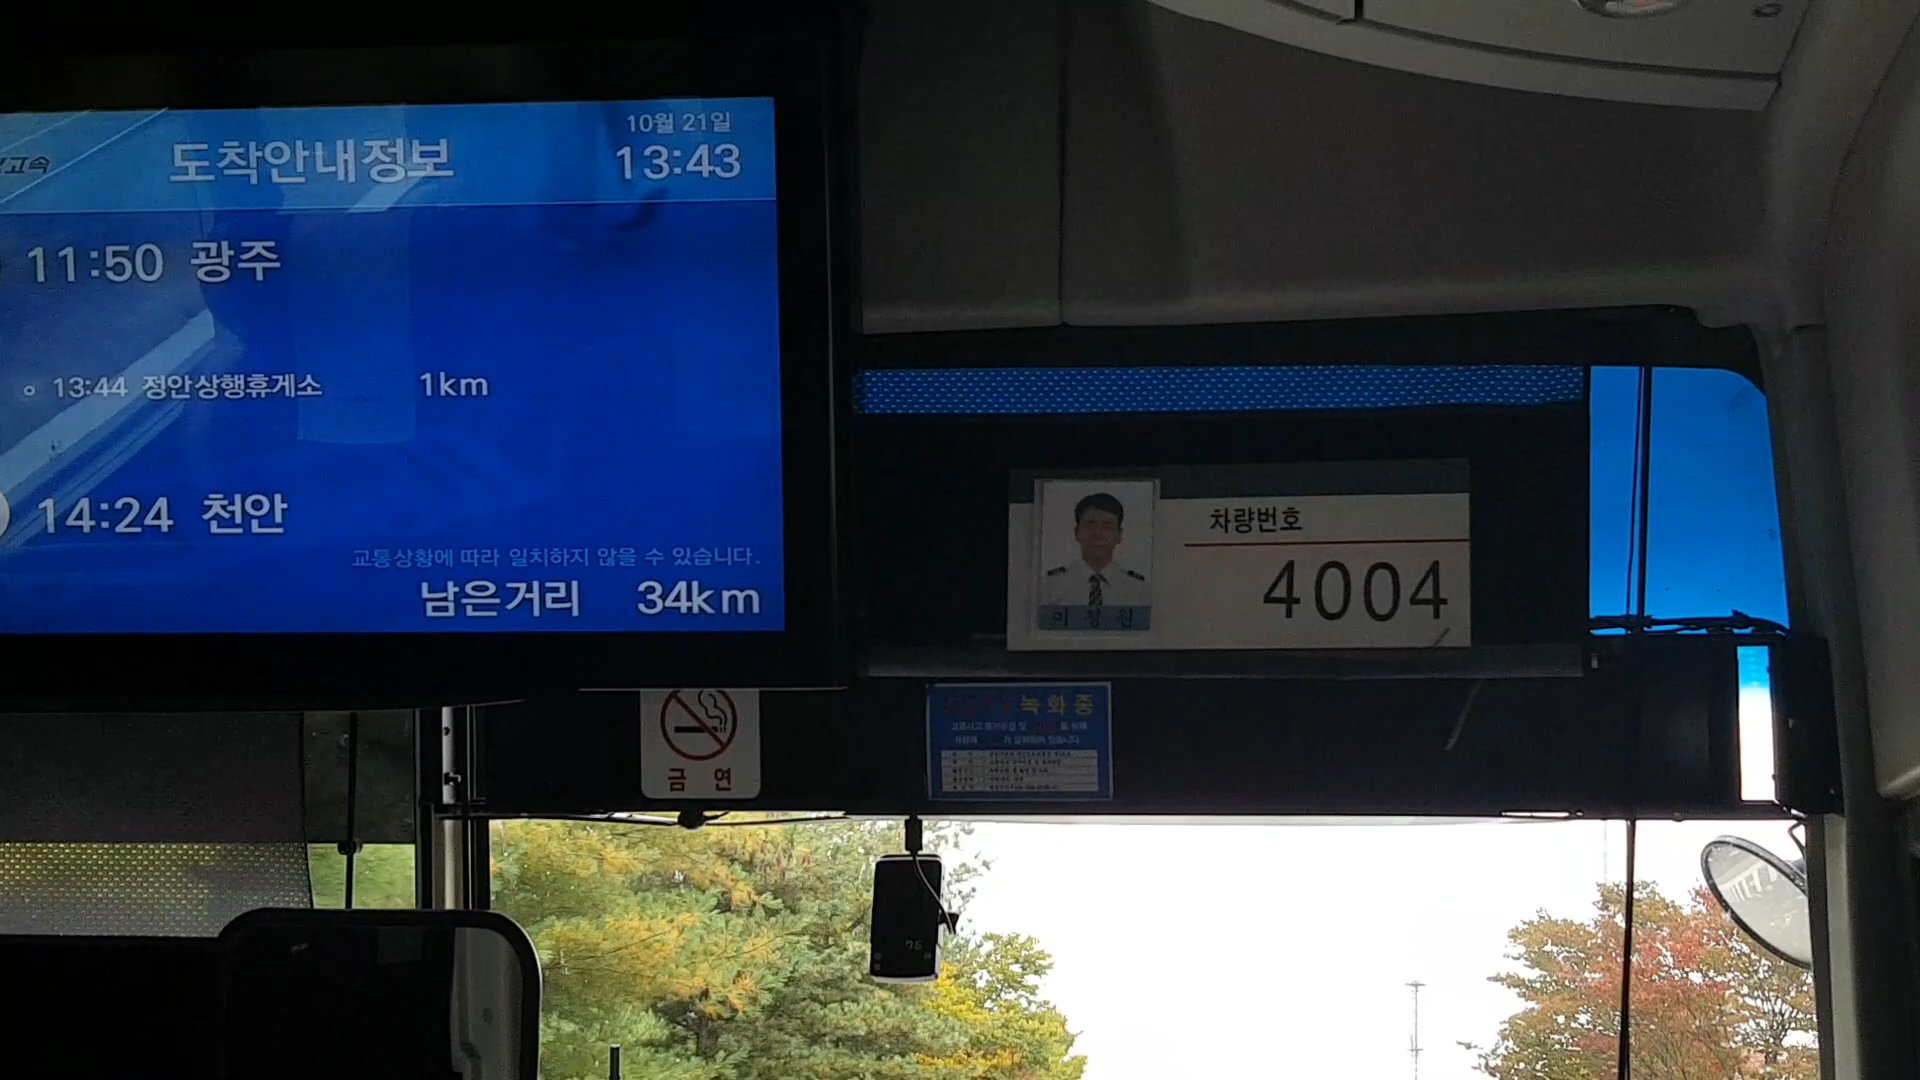 고속
도착안내정보
10월 21일
13:43
11:50 광주
13:44 정안상행휴게소 1km
14:24 천안
교통상황에 따라 일치하지 않을 수 있습니다.
남은거리 34km
차량번호
4004
이 정 원
금 연
녹화중